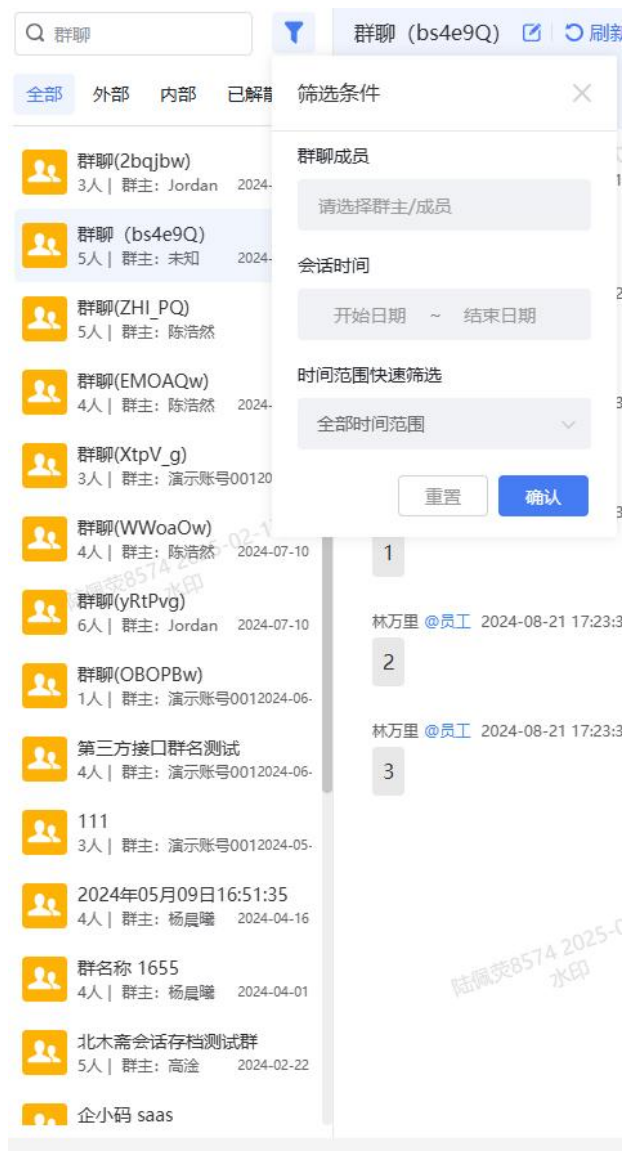 群聊
群聊（bs4e9Q）
刷新
全部
外部
内部
已解散
筛选条件
群聊成员
请选择群主/成员
会话时间
开始日期 ~ 结束日期
时间范围快速筛选
全部时间范围
重置
确认
群聊(2bqjbw)
3人 | 群主：Jordan 2024-
群聊（bs4e9Q）
5人 | 群主：未知 2024-
群聊(ZHI_PQ)
5人 | 群主：陈浩然
群聊(EMOAQw)
4人 | 群主：陈浩然 2024-
群聊(XtpV_g)
3人 | 群主：演示账号00120
群聊(WWoaOw)
4人 | 群主：陈浩然 2024-07-10
群聊(yRtPvg)
6人 | 群主：Jordan 2024-07-10
群聊(OBOPBw)
1人 | 群主：演示账号0012024-06-
第三方接口群名测试
4人 | 群主：演示账号0012024-06-
111
3人 | 群主：演示账号0012024-05-
2024年05月09日16:51:35
4人 | 群主：杨晨曦 2024-04-16
群名称 1655
4人 | 群主：杨晨曦 2024-04-01
北木斋会话存档测试群
5人 | 群主：高淦 2024-02-22
企小码 saas
1
林万里 @员工 2024-08-21 17:23:3
2
林万里 @员工 2024-08-21 17:23:3
3
陆佩荧8574 2025-02-1
水印
陆佩荧8574 2025-0
水印